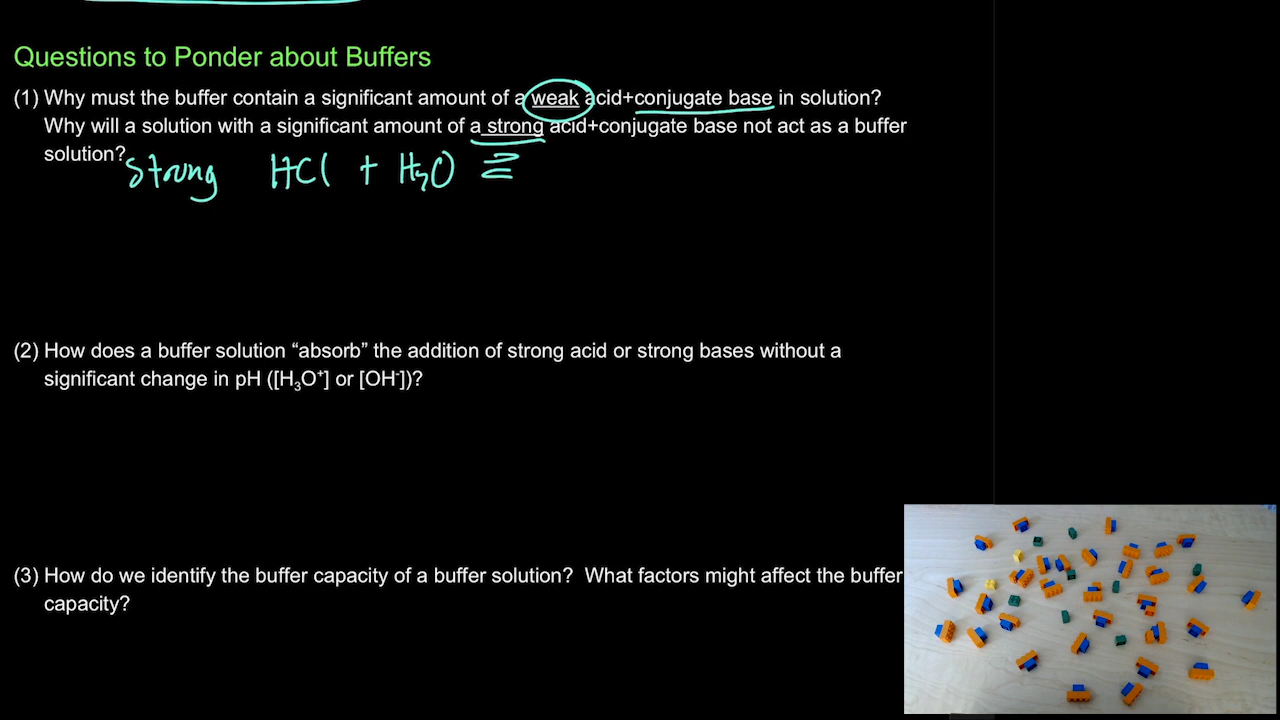 Questions to Ponder about Buffers
(1) Why must the buffer contain a significant amount of a weak acid+conjugate base in solution?
Why will a solution with a significant amount of a strong acid+conjugate base not act as a buffer
solution?
Strong HCl + H₂O
(2) How does a buffer solution “absorb” the addition of strong acid or strong bases without a
significant change in pH ([H₃O⁺] or [OH⁻])?
(3) How do we identify the buffer capacity of a buffer solution? What factors might affect the buffer
capacity?